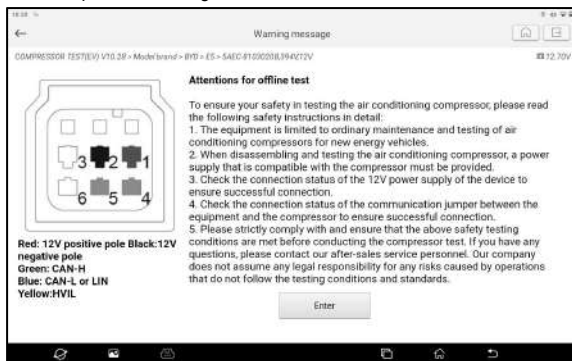 Warning message
COMPRESSOR TEST(EV) V10.28 > Model brand > BYD > E5 > SAEC-81030208,394V,12V
12.70V
Attentions for offline test
To ensure your safety in testing the air conditioning compressor, please read
the following safety instructions in detail:
1. The equipment is limited to ordinary maintenance and testing of air
conditioning compressors for new energy vehicles.
2. When disassembling and testing the air conditioning compressor, a power
supply that is compatible with the compressor must be provided.
3. Check the connection status of the 12V power supply of the device to
ensure successful connection.
4. Check the connection status of the communication jumper between the
equipment and the compressor to ensure successful connection.
5. Please strictly comply with and ensure that the above safety testing
conditions are met before conducting the compressor test. If you have any
questions, please contact our after-sales service personnel. Our company
does not assume any legal responsibility for any risks caused by operations
that do not follow the testing conditions and standards.
3 2 1
6 5 4
Red: 12V positive pole Black:12V
negative pole
Green: CAN-H
Blue: CAN-L or LIN
Yellow:HVIL
Enter